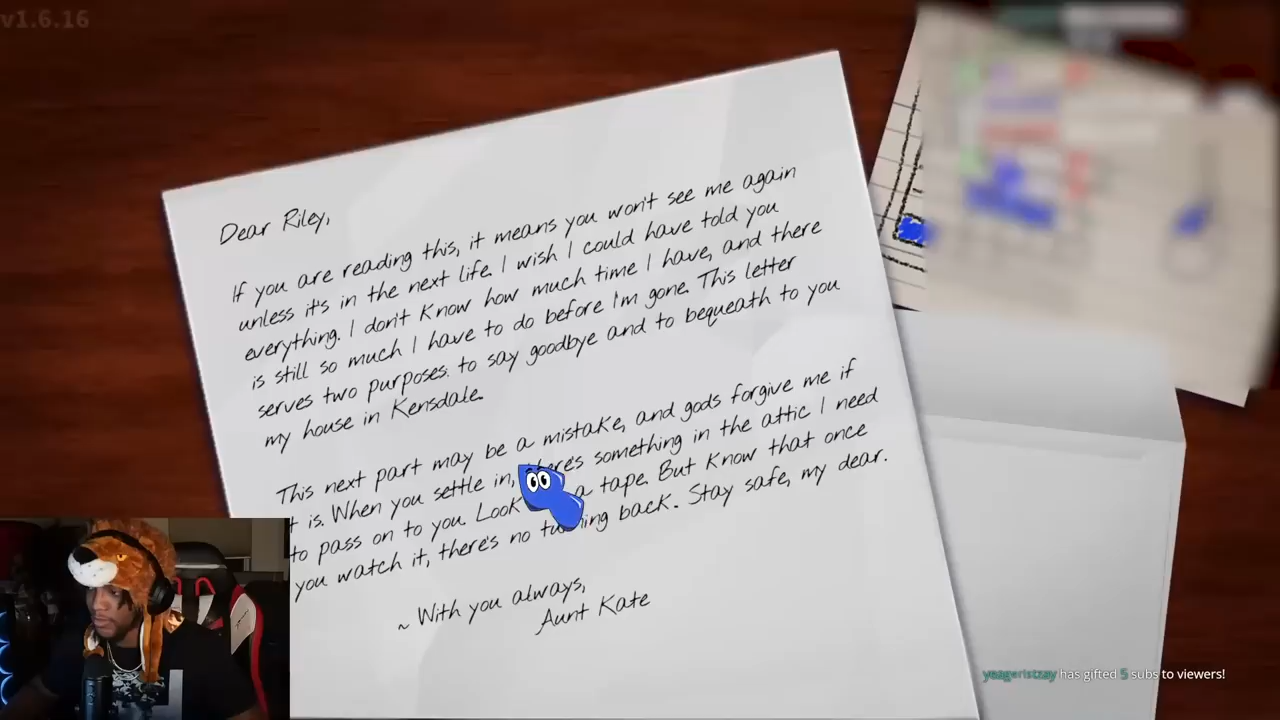 v1.6.16
Dear Riley,
If you are reading this, it means you won't see me again
unless it's in the next life. I wish I could have told you
everything. I don't know how much time I have, and there
is still so much I have to do before I'm gone. This letter
serves two purposes: to say goodbye and to bequeath to you
my house in Kensdale.
This next part may be a mistake, and gods forgive me if
it is. When you settle in, there's something in the attic I need
to pass on to you. Look a tape. But know that once
you watch it, there's no turning back. Stay safe, my dear.
~ With you always,
Aunt Kate
yeageristzay has gifted 5 subs to viewers!